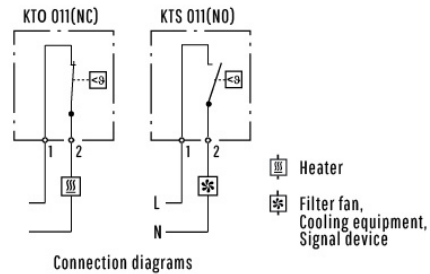 KTO 011(NC)
KTS 011(NO)
<ϑ
<ϑ
1
2
1
2
L
N
Heater
Filter fan,
Cooling equipment,
Signal device
Connection diagrams